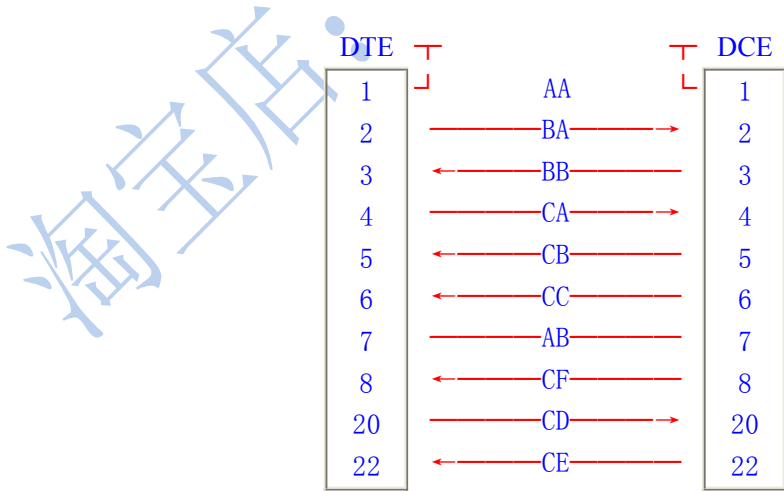 DTE DCE
1 AA 1
2 BA 2
3 BB 3
4 CA 4
5 CB 5
6 CC 6
7 AB 7
8 CF 8
20 CD 20
22 CE 22
淘宝店: